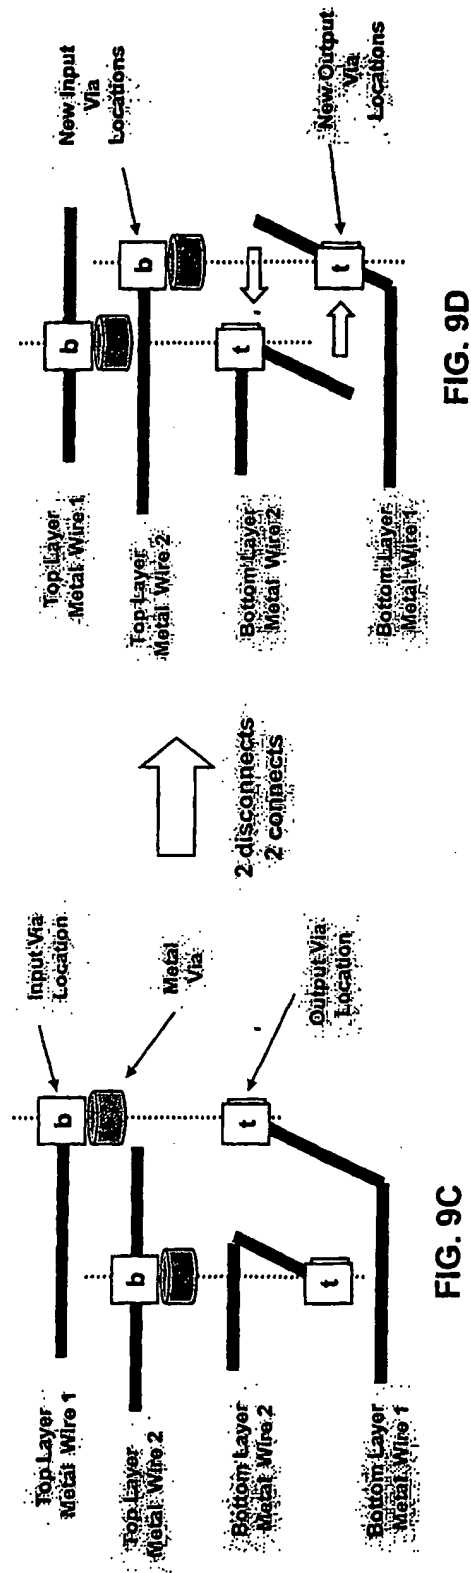 Top Layer
Metal Wire 1
Top Layer
Metal Wire 2
Bottom Layer
Metal Wire 2
Bottom Layer
Metal Wire 1
b
b
t
t
Input Via
Location
Metal
Via
Output Via
Location
FIG. 9C
2 disconnects
2 connects
Top Layer
Metal Wire 1
Top Layer
Metal Wire 2
Bottom Layer
Metal Wire 2
Bottom Layer
Metal Wire 1
b
b
t
t
New Input
Via
Locations
New Output
Via
Locations
FIG. 9D